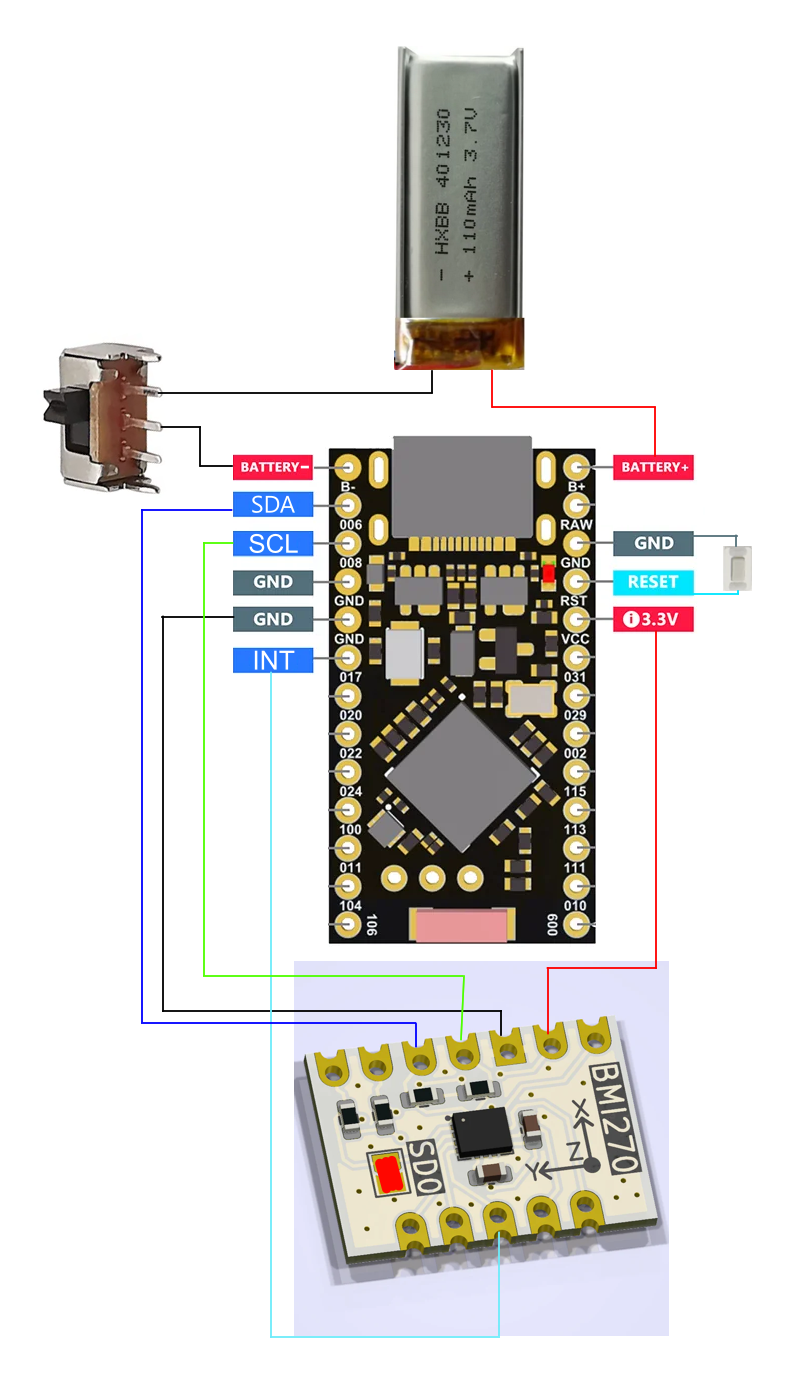 - HXBB 401230
+ 110mAh 3.7V
BATTERY-
BATTERY+
B-
B+
SDA
006
RAW
SCL
008
GND
GND
GND
GND
RESET
RST
GND
GND
3.3V
VCC
INT
017
031
020
029
022
002
024
115
100
113
011
111
104
010
106
600
BMI270
X
Y
Z
SD0